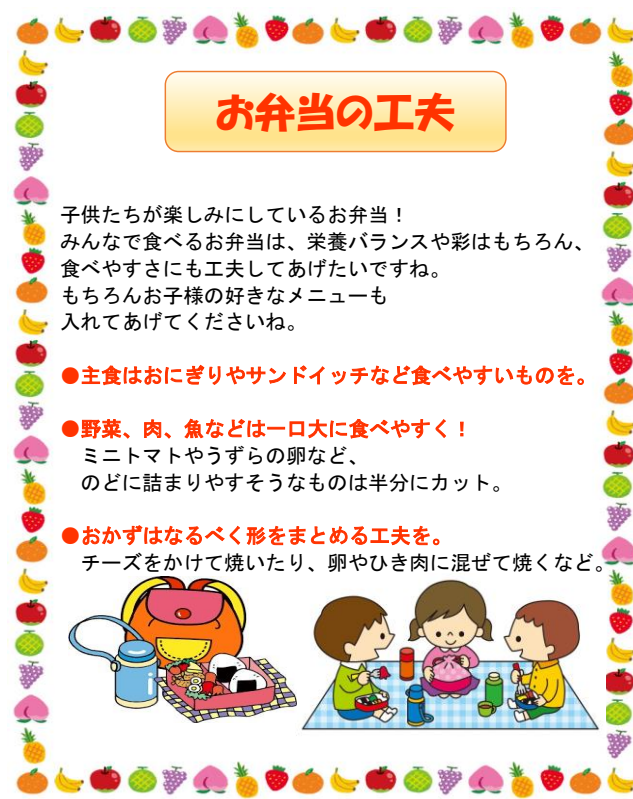 お弁当の工夫
子供たちが楽しみにしているお弁当！
みんなで食べるお弁当は、栄養バランスや彩はもちろん、
食べやすさにも工夫してあげたいですね。
もちろんお子様の好きなメニューも
入れてあげてくださいね。
●主食はおにぎりやサンドイッチなど食べやすいものを。
●野菜、肉、魚などは一口大に食べやすく！
ミニトマトやうずらの卵など、
のどに詰まりやすそうなものは半分にカット。
●おかずはなるべく形をまとめる工夫を。
チーズをかけて焼いたり、卵やひき肉に混ぜて焼くなど。